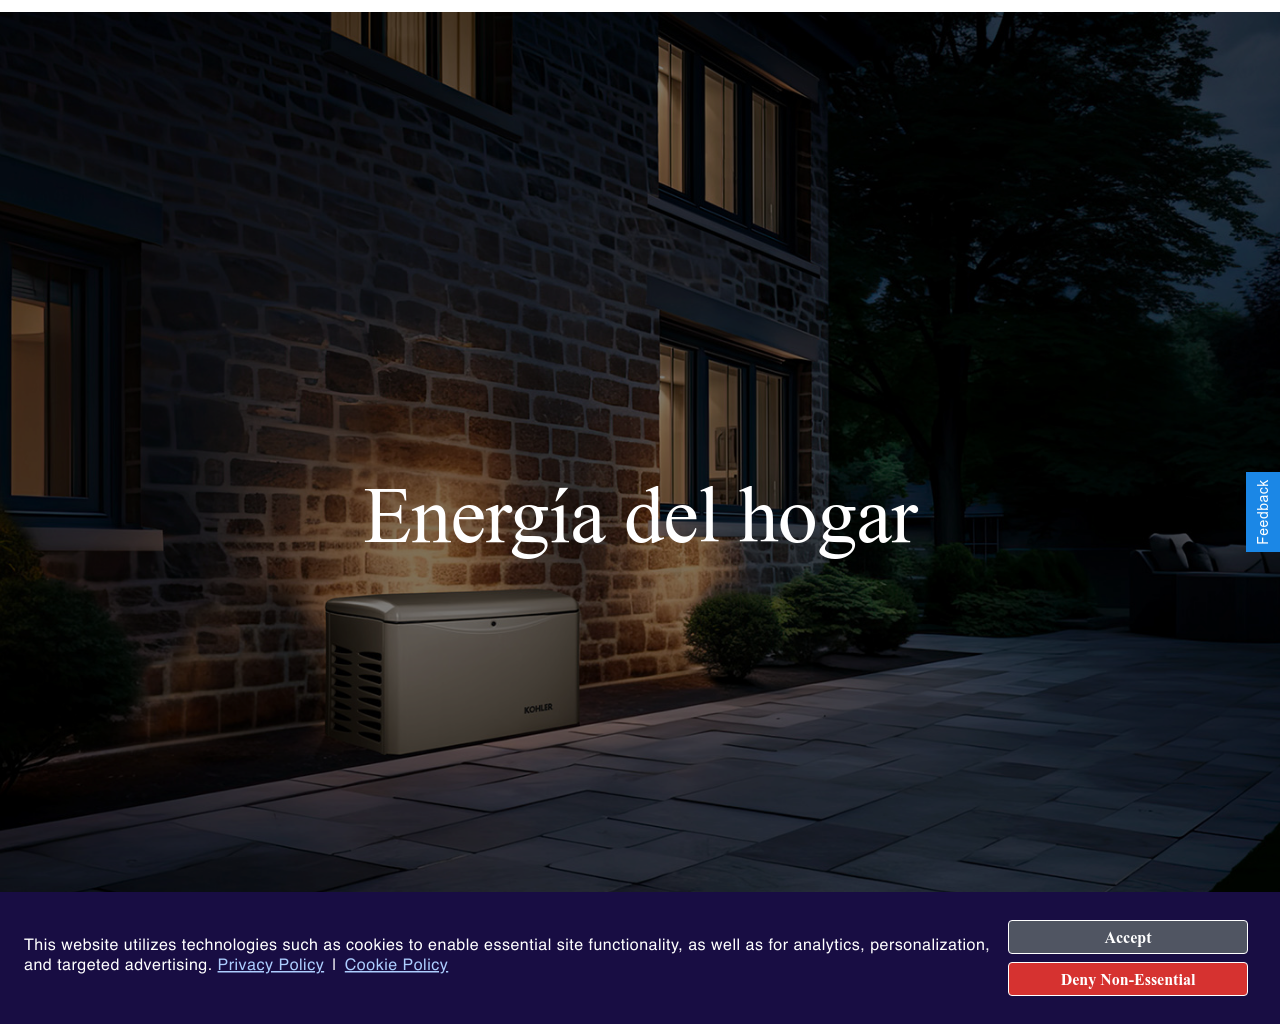 Energía del hogar
Feedback
KOHLER
This website utilizes technologies such as cookies to enable essential site functionality, as well as for analytics, personalization,
and targeted advertising. Privacy Policy | Cookie Policy
Accept
Deny Non-Essential